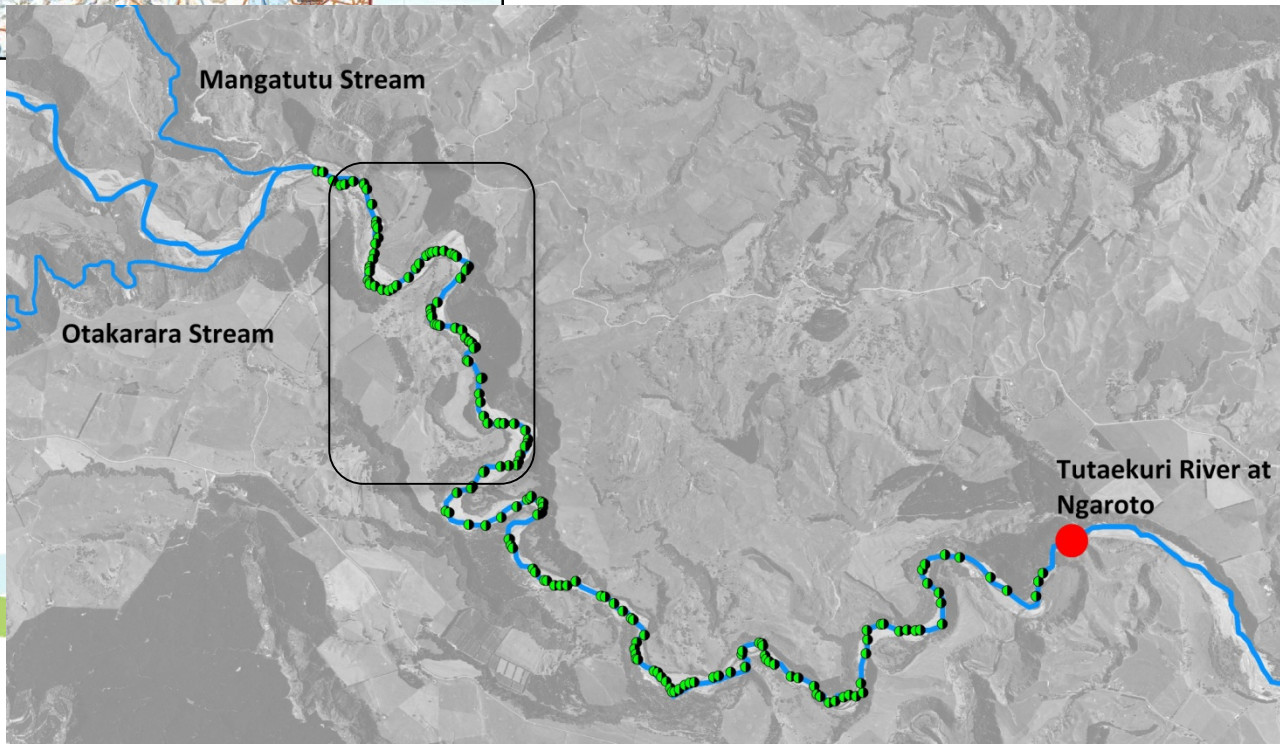 Mangatutu Stream
Otakarara Stream
Tutaekuri River at
Ngaroto